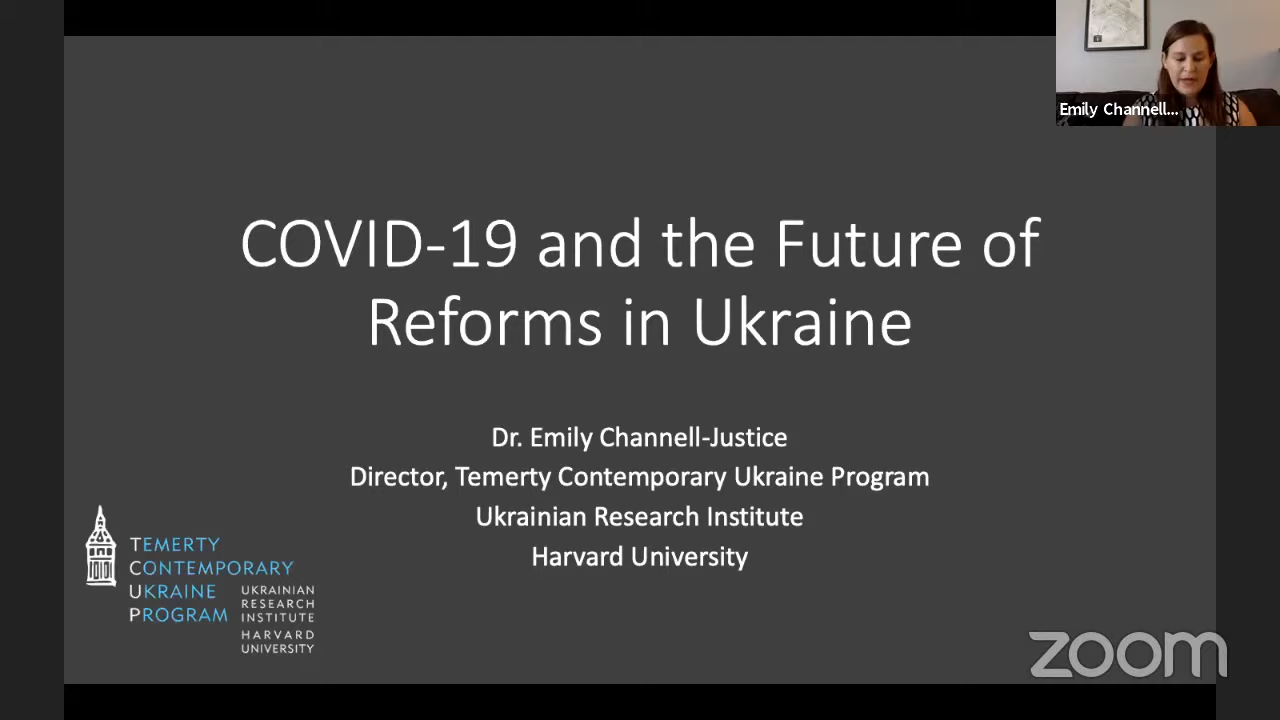 Emily Channell...
COVID-19 and the Future of
Reforms in Ukraine
Dr. Emily Channell-Justice
Director, Temerty Contemporary Ukraine Program
Ukrainian Research Institute
Harvard University
TEMERTY
CONTEMPORARY
UKRAINE
PROGRAM
UKRAINIAN
RESEARCH
INSTITUTE
HARVARD
UNIVERSITY
zoom